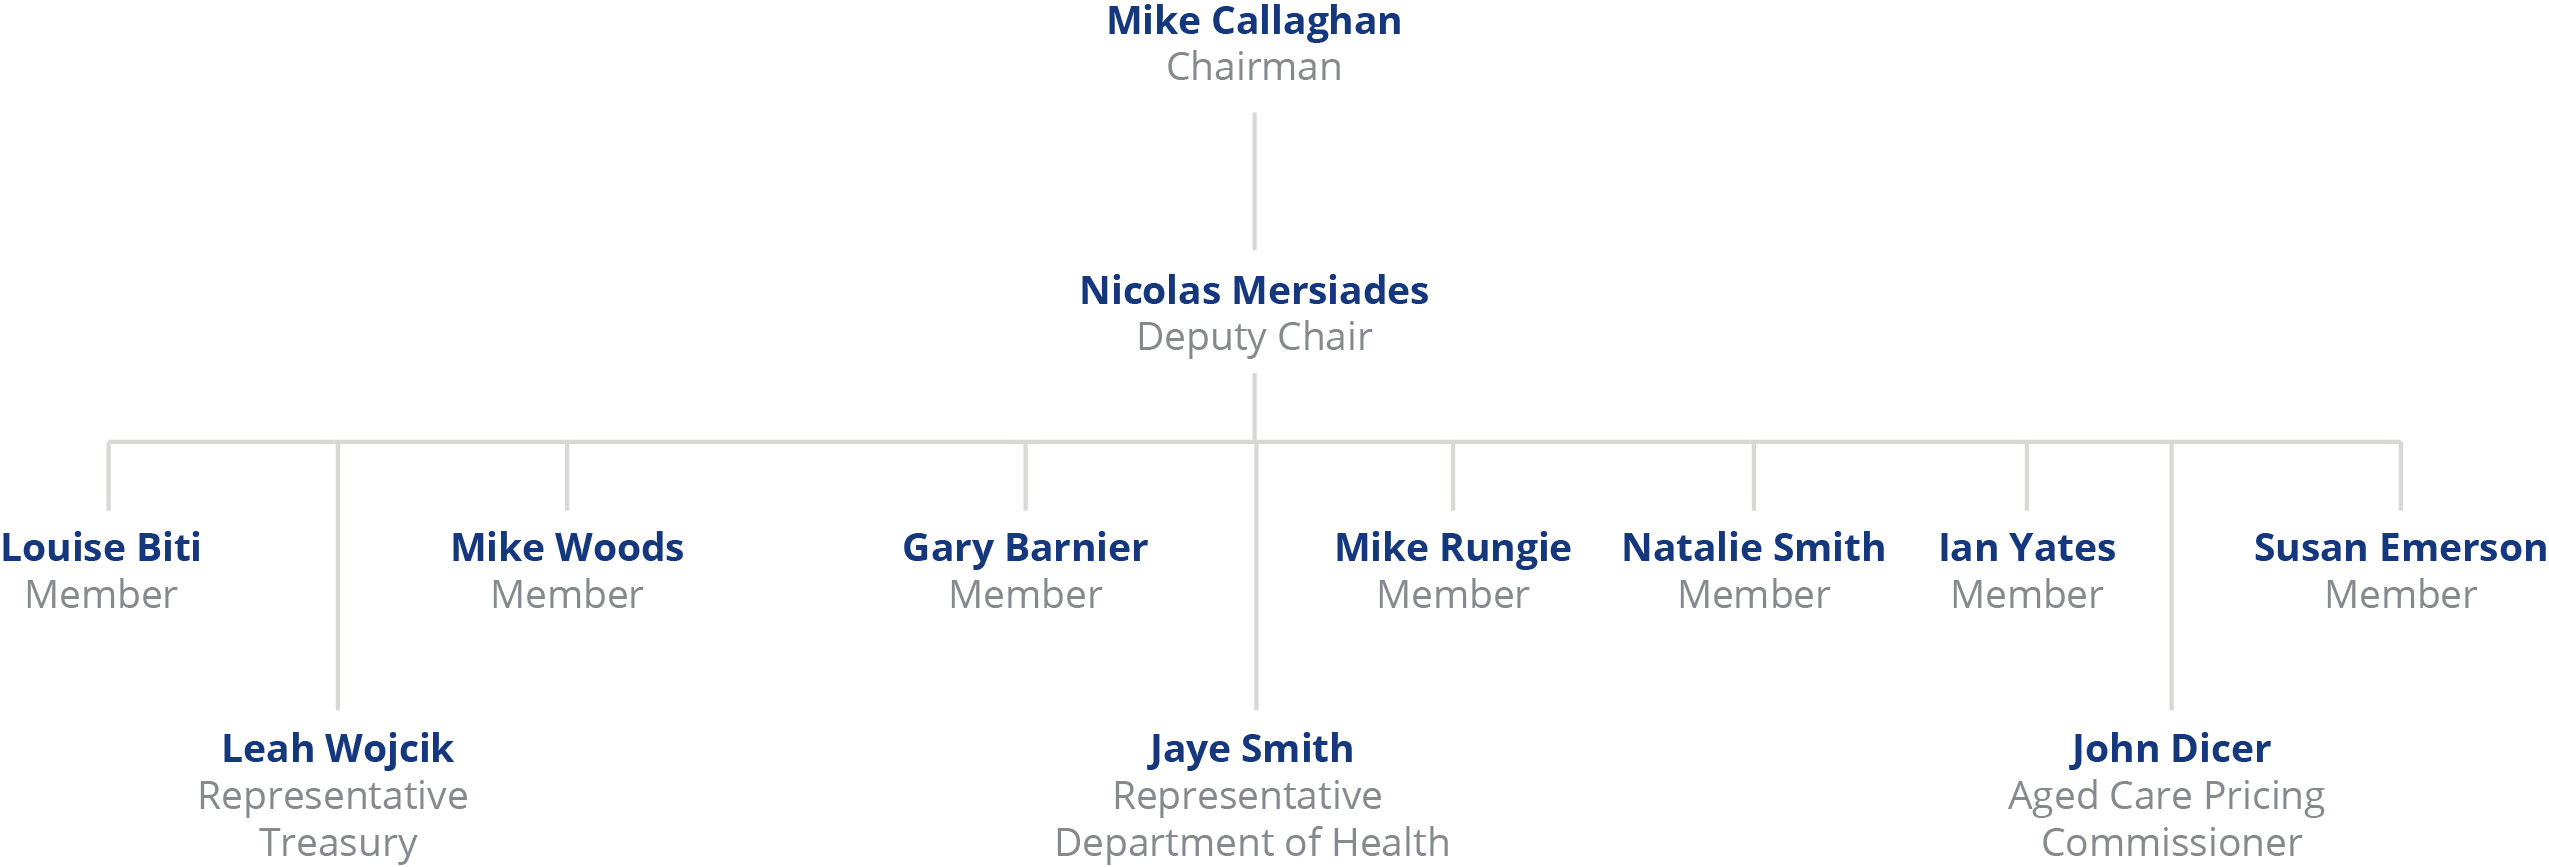 Mike Callaghan
Chairman
Nicolas Mersiades
Deputy Chair
Louise Biti
Member
Mike Woods
Member
Gary Barnier
Member
Mike Rungie
Member
Natalie Smith
Member
Ian Yates
Member
Susan Emerson
Member
Leah Wojcik
Representative
Treasury
Jaye Smith
Representative
Department of Health
John Dicer
Aged Care Pricing
Commissioner